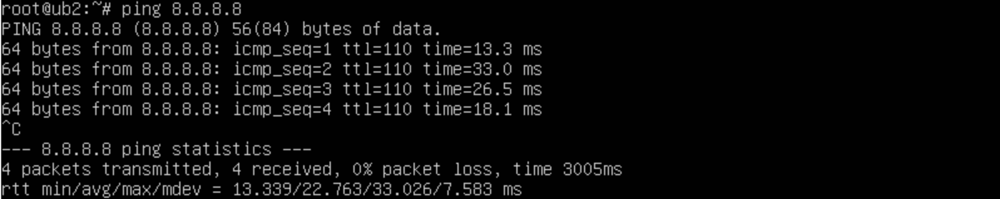 root@ub2:~# ping 8.8.8.8
PING 8.8.8.8 (8.8.8.8) 56(84) bytes of data.
64 bytes from 8.8.8.8: icmp_seq=1 ttl=110 time=13.3 ms
64 bytes from 8.8.8.8: icmp_seq=2 ttl=110 time=33.0 ms
64 bytes from 8.8.8.8: icmp_seq=3 ttl=110 time=26.5 ms
64 bytes from 8.8.8.8: icmp_seq=4 ttl=110 time=18.1 ms
^C
--- 8.8.8.8 ping statistics ---
4 packets transmitted, 4 received, 0% packet loss, time 3005ms
rtt min/avg/max/mdev = 13.339/22.763/33.026/7.583 ms